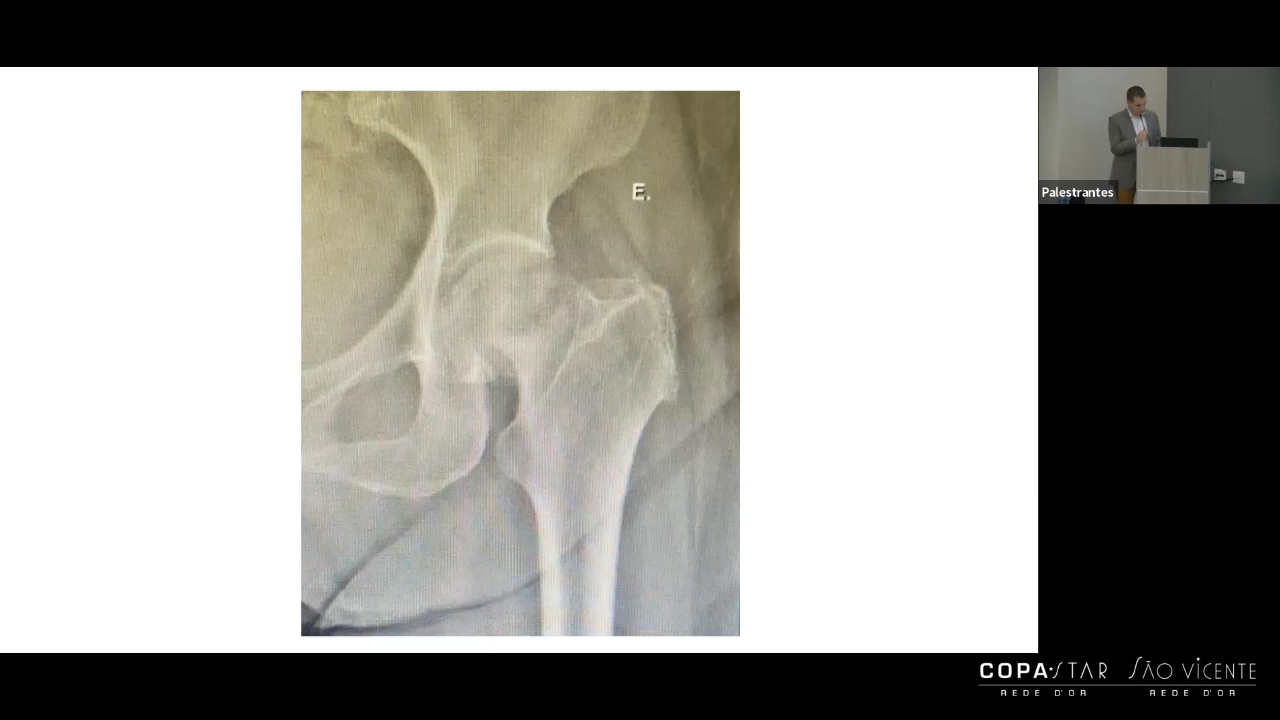 E.
Palestrantes
COPA STAR SÃO VICENTE
REDE D'OR REDE D'OR